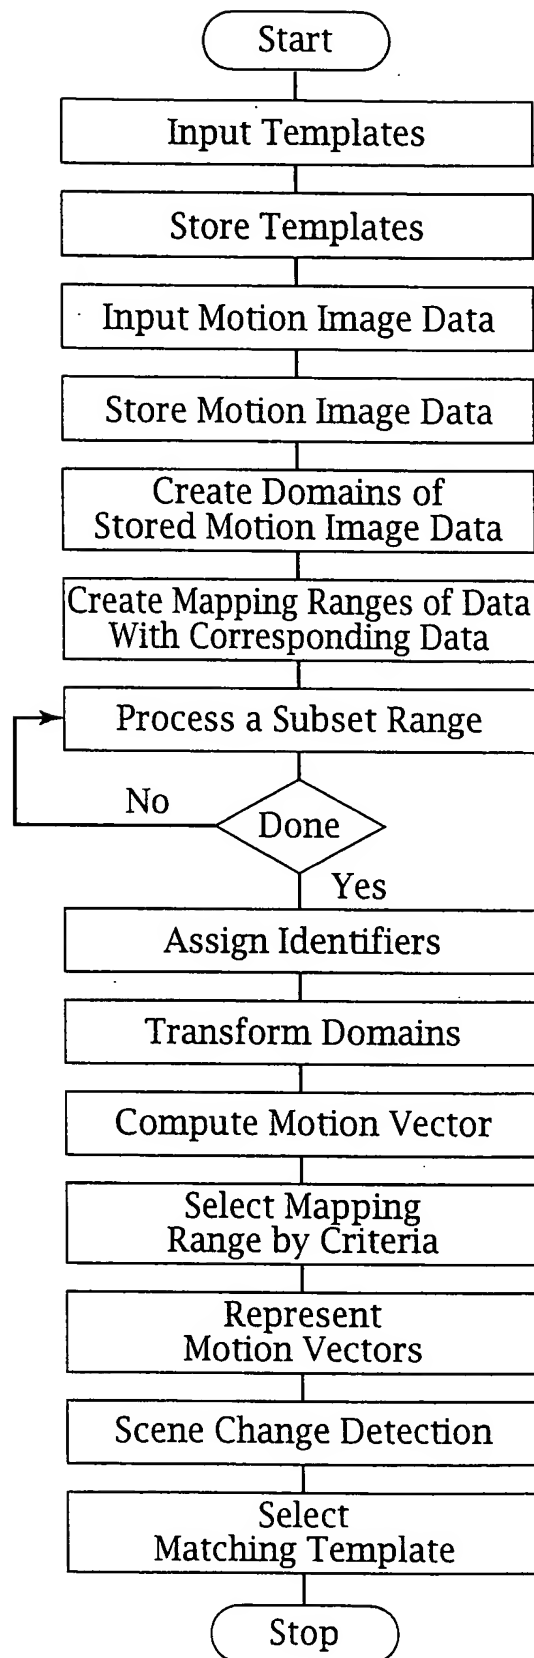 Start
Input Templates
Store Templates
Input Motion Image Data
Store Motion Image Data
Create Domains of
Stored Motion Image Data
Create Mapping Ranges of Data
With Corresponding Data
Process a Subset Range
No
Done
Yes
Assign Identifiers
Transform Domains
Compute Motion Vector
Select Mapping
Range by Criteria
Represent
Motion Vectors
Scene Change Detection
Select
Matching Template
Stop